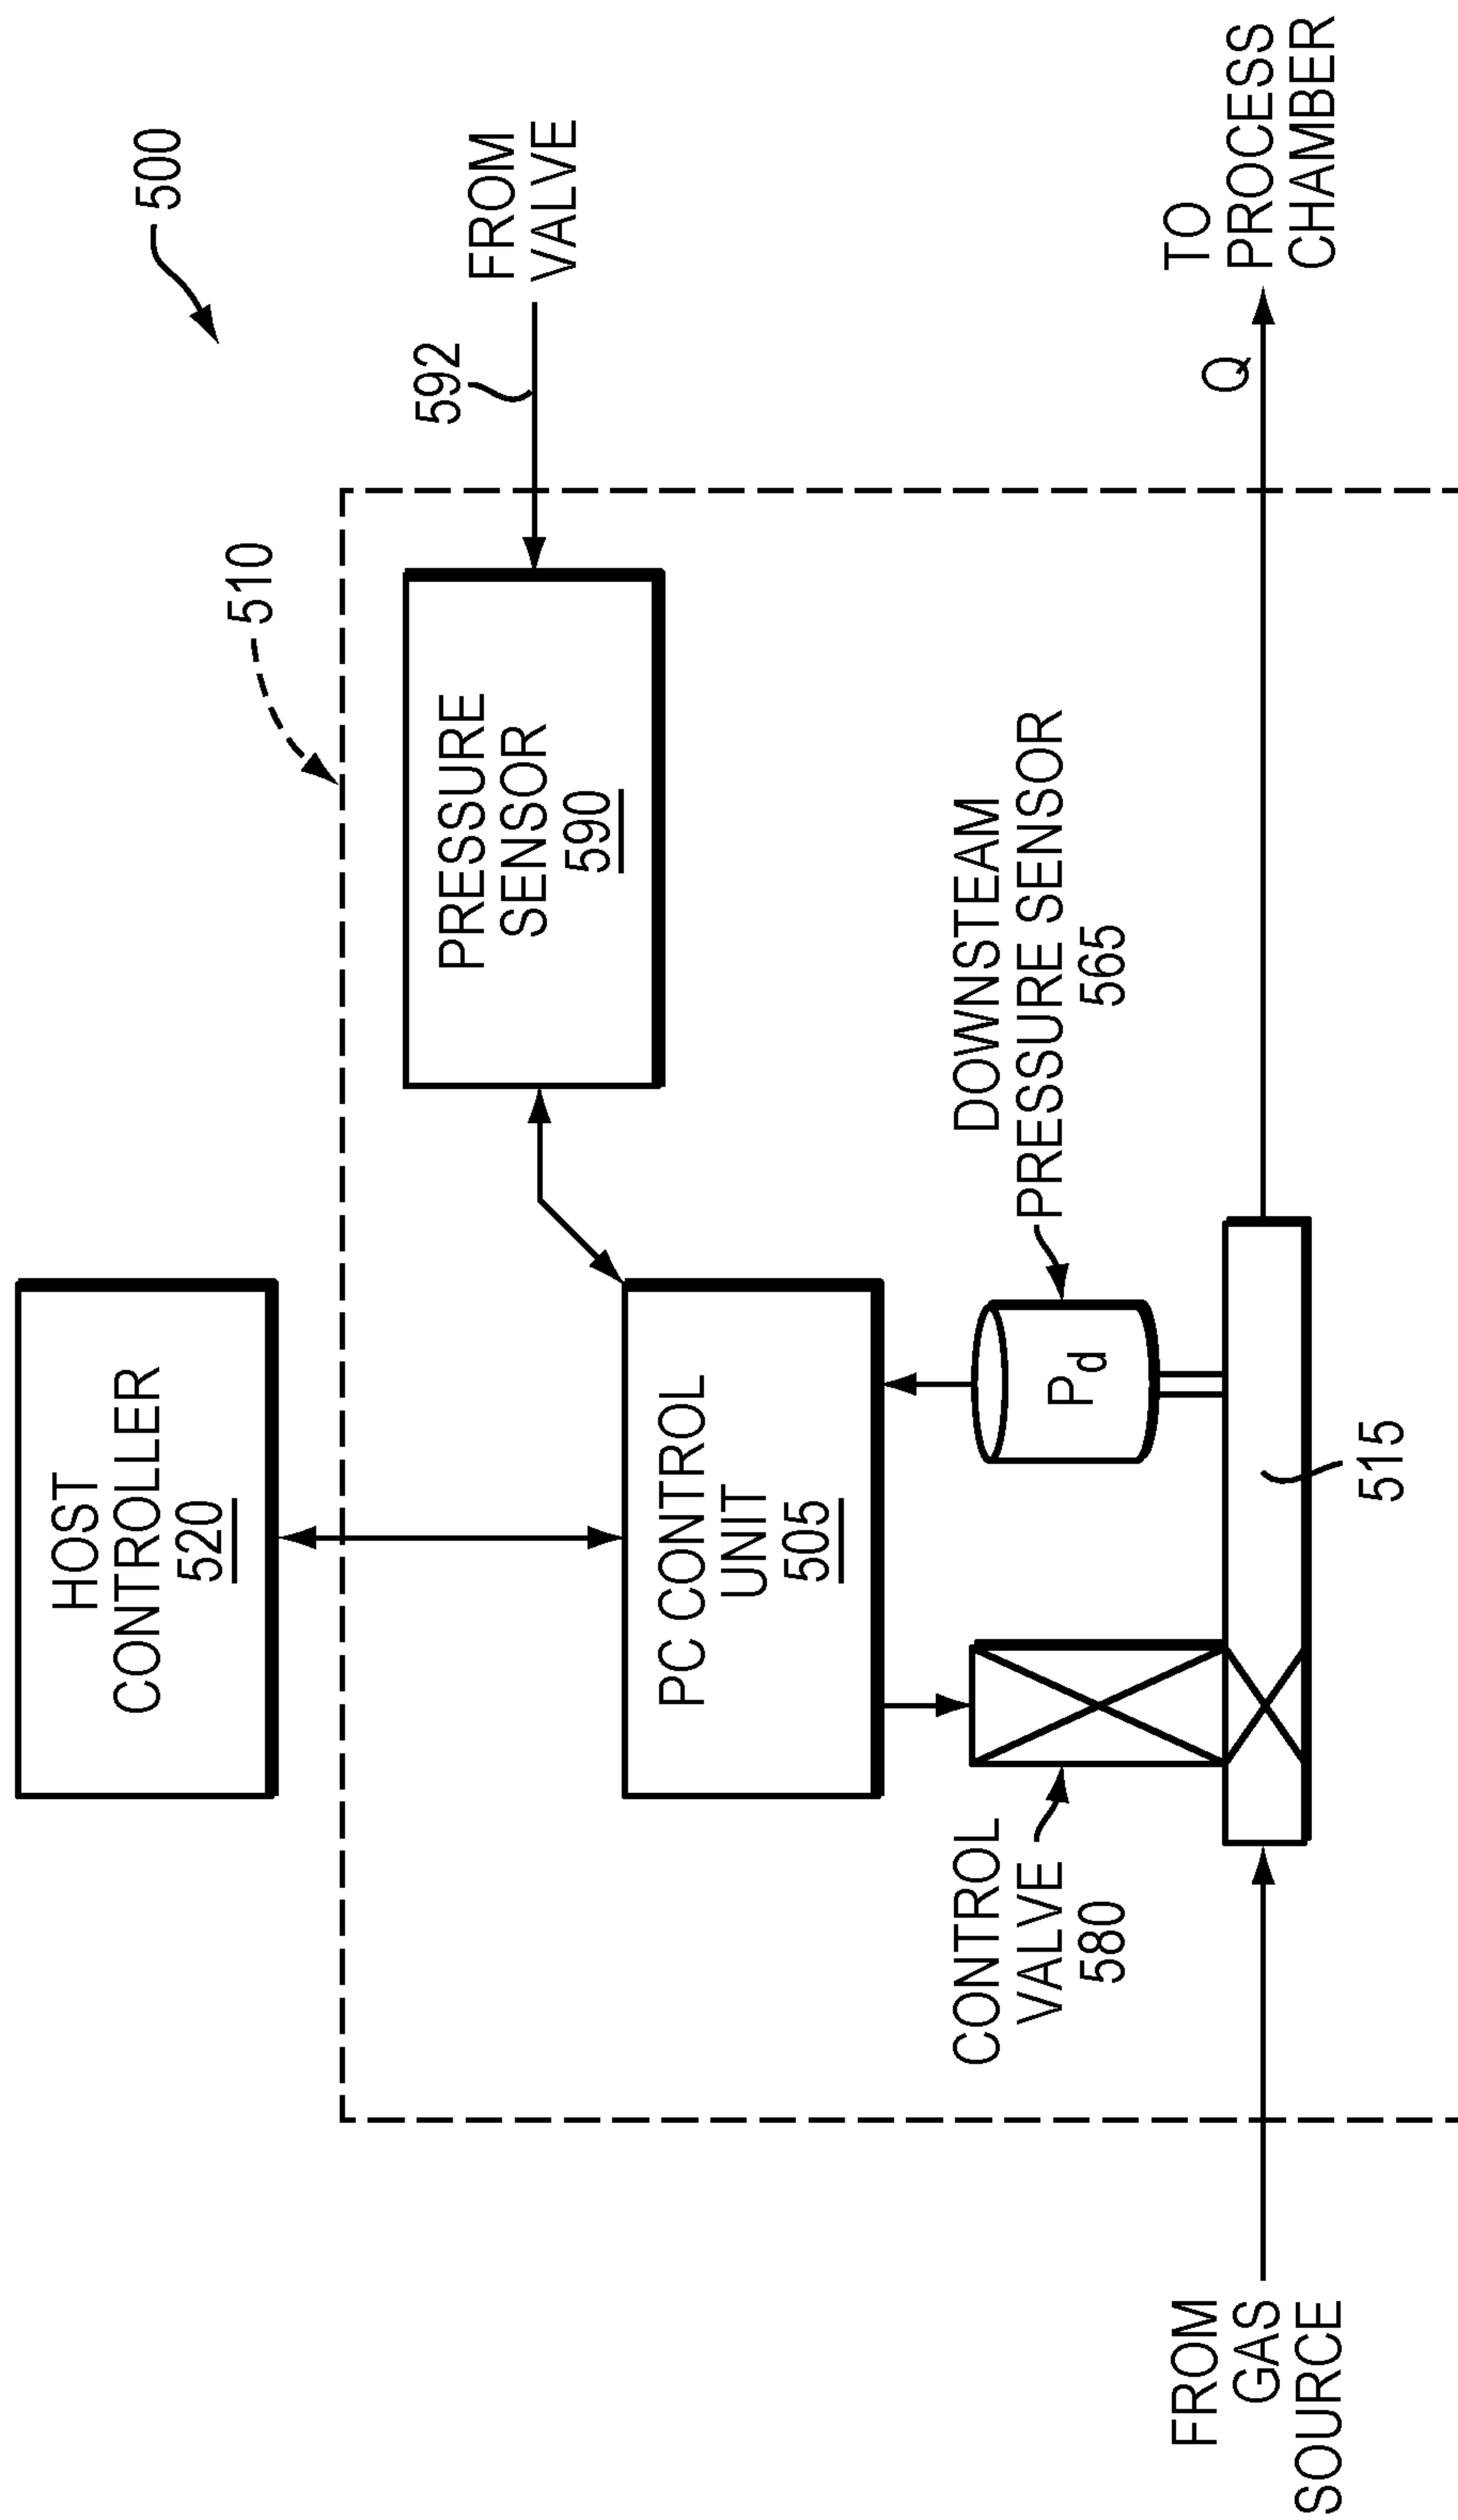 500
HOST
CONTROLLER
520
510
FROM
VALVE
592
PRESSURE
SENSOR
590
PC CONTROL
UNIT
505
CONTROL
VALVE
580
DOWNSTEAM
PRESSURE SENSOR
565
Pd
FROM
GAS
SOURCE
515
Q
TO
PROCESS
CHAMBER